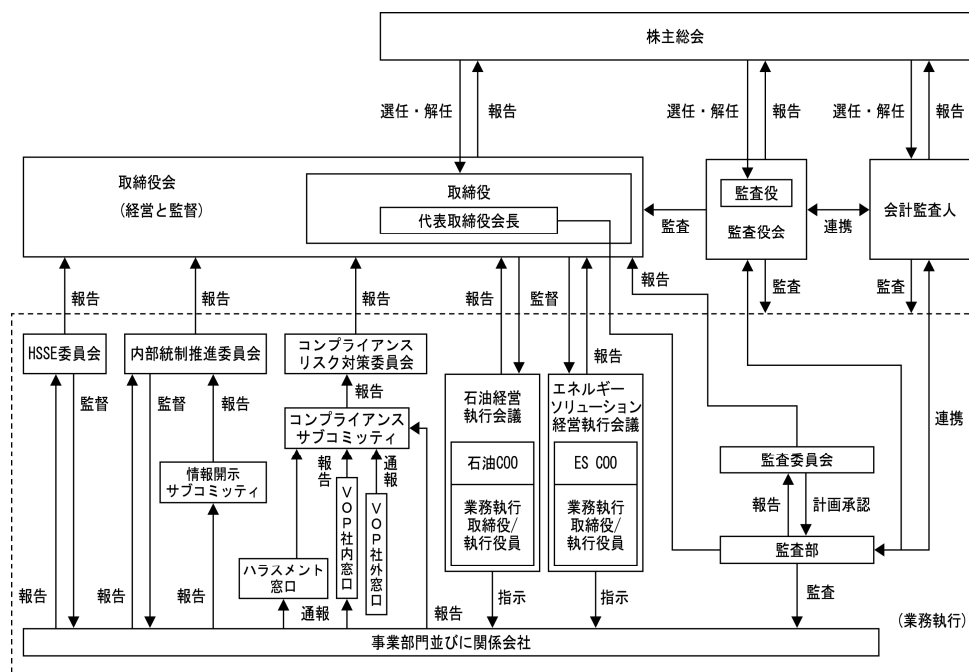 株主総会
選任・解任
報告
選任・解任
報告
選任・解任
報告
取締役会
(経営と監督)
取締役
代表取締役会長
監査
監査役
監査役会
連携
会計監査人
報告
報告
報告
報告
監督
報告
報告
監査
監査
HSSE委員会
内部統制推進委員会
コンプライアンス
リスク対策委員会
監督
監督
報告
報告
コンプライアンス
サブコミッティ
石油経営
執行会議
エネルギー
ソリューション
経営執行会議
連携
情報開示
サブコミッティ
報告
通報
石油COO
ES COO
監査委員会
VOP社内窓口
VOP社外窓口
業務執行
取締役/
執行役員
業務執行
取締役/
執行役員
報告
計画承認
監査部
ハラスメント
窓口
報告
報告
報告
通報
報告
指示
指示
監査
(業務執行)
事業部門並びに関係会社